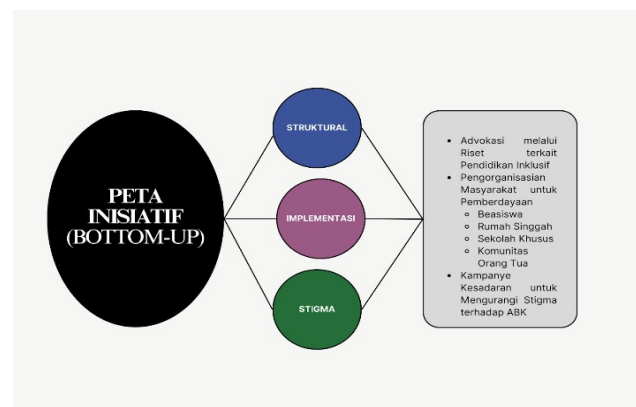 PETA
INISIATIF
(BOTTOM-UP)
STRUKTURAL
IMPLEMENTASI
STIGMA
• Advokasi melalui
Riset terkait
Pendidikan Inklusif
• Pengorganisasian
Masyarakat untuk
Pemberdayaan
○ Beasiswa
○ Rumah Singgah
○ Sekolah Khusus
○ Komunitas
Orang Tua
• Kampanye
Kesadaran untuk
Mengurangi Stigma
terhadap ABK